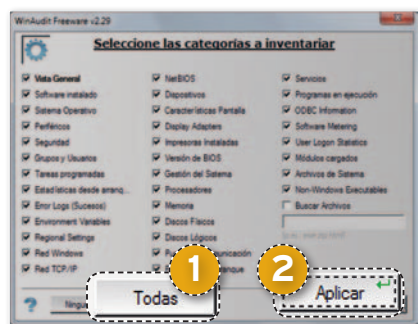 WinAudit Freeware v2.29
Seleccione las categorías a inventariar
Vista General
Software instalado
Sistema Operativo
Periféricos
Seguridad
Grupos y Usuarios
Tareas programadas
Estadísticas desde arranq...
Error Logs (Sucesos)
Environment Variables
Regional Settings
Red Windows
Red TCP/IP
NetBIOS
Dispositivos
Características Pantalla
Display Adapters
Impresoras Instaladas
Versión de BIOS
Gestión del Sistema
Procesadores
Memoria
Discos Físicos
Discos Lógicos
Servicios
Programas en ejecución
ODBC Information
Software Metering
User Logon Statistics
Módulos cargados
Archivos de Sistema
Non-Windows Executables
Buscar Archivos
1
2
?
Todas
Aplicar